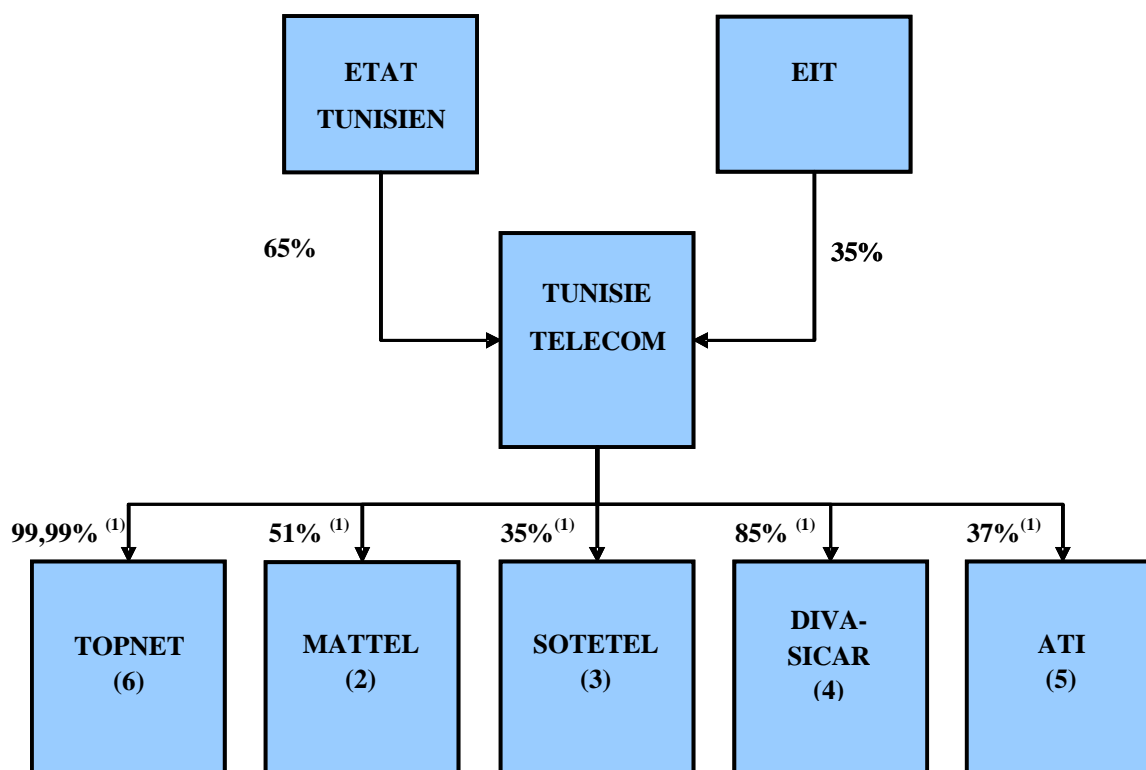 ETAT
TUNISIEN
EIT
65%
35%
TUNISIE
TELECOM
99,99% (1)
51% (1)
35% (1)
85% (1)
37% (1)
TOPNET
(6)
MATTEL
(2)
SOTETEL
(3)
DIVA-
SICAR
(4)
ATI
(5)